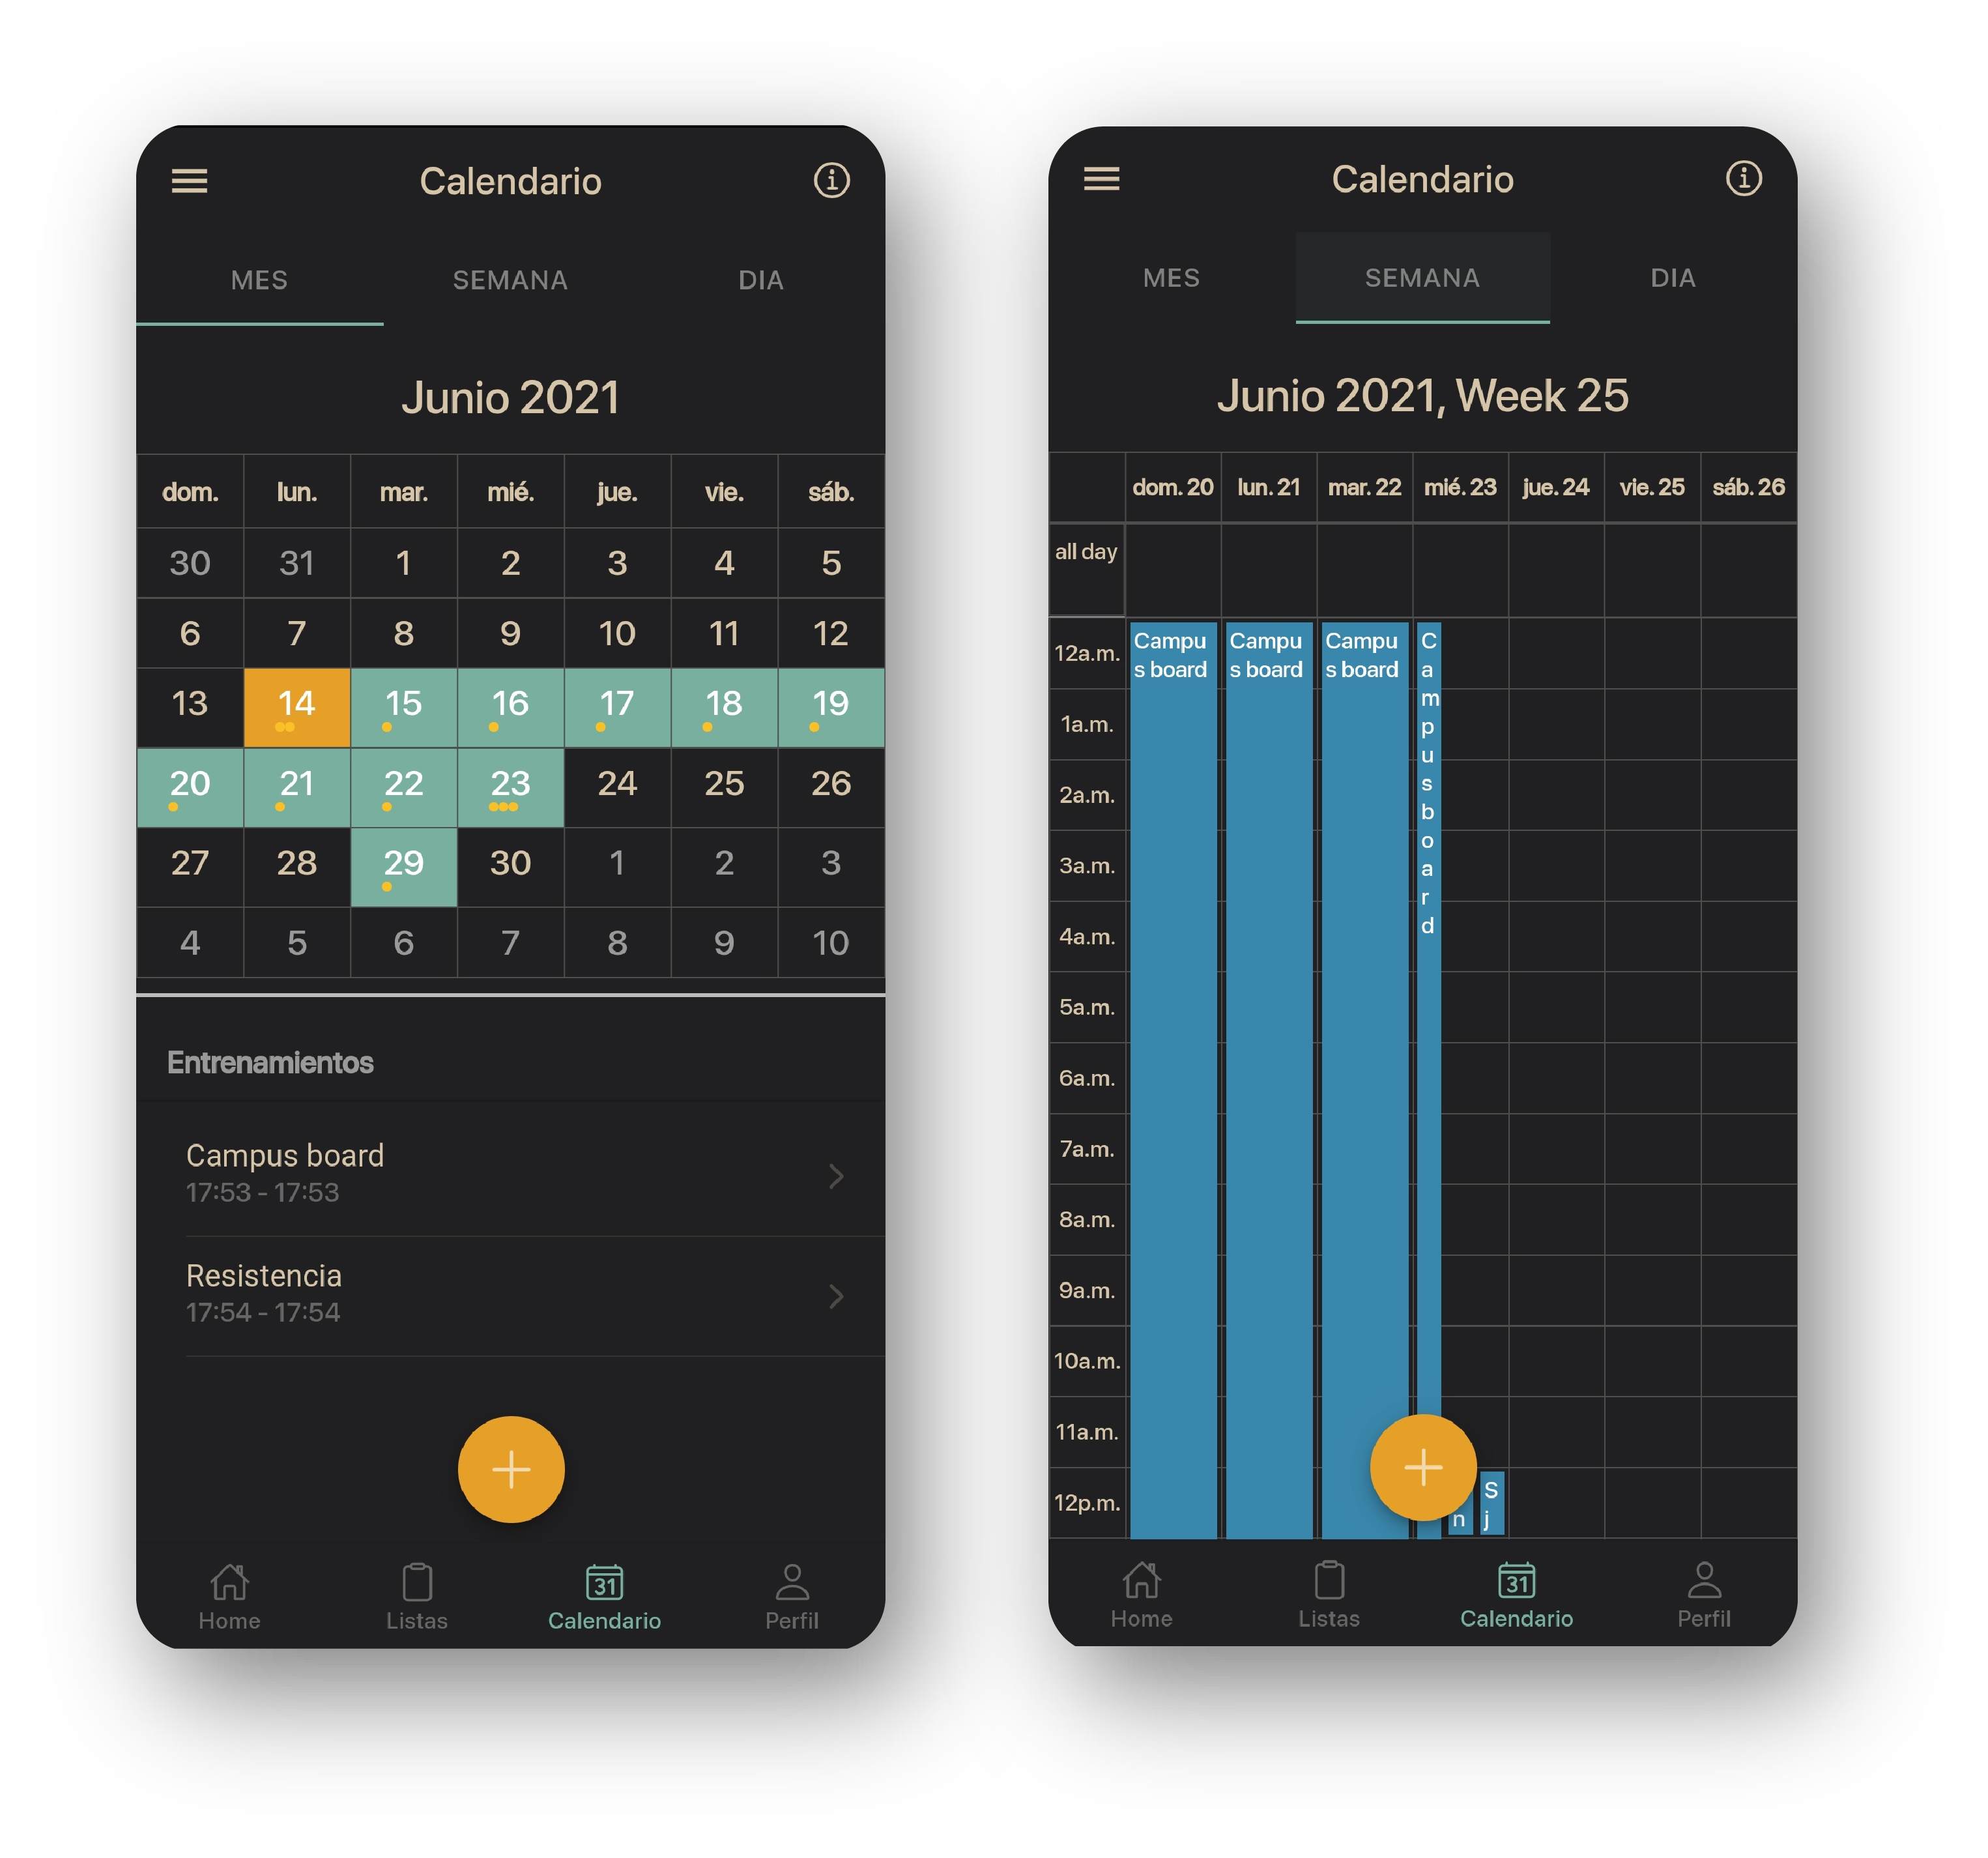 Calendario
MES SEMANA DIA
Junio 2021
dom. lun. mar. mié. jue. vie. sáb.
30 31 1 2 3 4 5
6 7 8 9 10 11 12
13 14 15 16 17 18 19
20 21 22 23 24 25 26
27 28 29 30 1 2 3
4 5 6 7 8 9 10
Entrenamientos
Campus board
17:53 - 17:53
Resistencia
17:54 - 17:54
31
Home Listas Calendario Perfil
Calendario
MES SEMANA DIA
Junio 2021, Week 25
dom. 20 lun. 21 mar. 22 mié. 23 jue. 24 vie. 25 sáb. 26
all day
12a.m.
1a.m.
2a.m.
3a.m.
4a.m.
5a.m.
6a.m.
7a.m.
8a.m.
9a.m.
10a.m.
11a.m.
12p.m.
Campu
s board
Campu
s board
Campu
s board
C
a
m
p
u
s
b
o
a
r
d
n
S
j
31
Home Listas Calendario Perfil